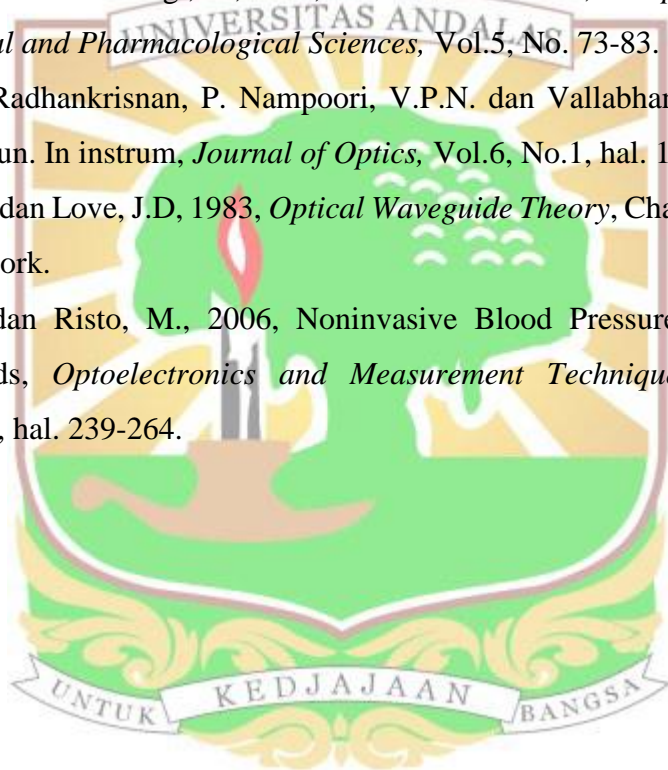 UNIVERSITAS ANDALAS
al and Pharmacological Sciences, Vol.5, No. 73-83.
Radhankrisnan, P. Nampoori, V.P.N. dan Vallabhan
un. In instrum, Journal of Optics, Vol.6, No.1, hal. 1
dan Love, J.D, 1983, Optical Waveguide Theory, Cha
ork.
dan Risto, M., 2006, Noninvasive Blood Pressure
ds, Optoelectronics and Measurement Technique
, hal. 239-264.
UNTUK KEDJAJAAN BANGSA